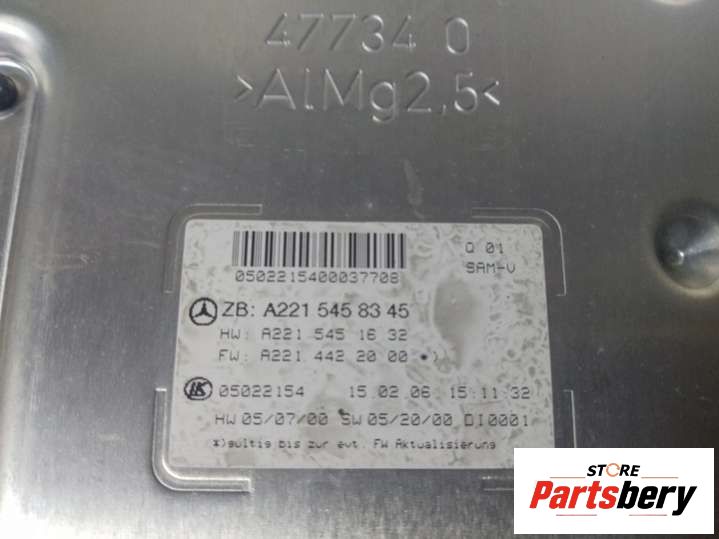 47734 0
>AlMg2,5<
0502215400037708
Q 01
SAM-V
ZB: A221 545 83 45
HW: A221 545 16 32
FW: A221 442 20 00 *)
05022154 15.02.06 15:11:32
HW 05/07/00 SW 05/20/00 DI0001
*)gültig bis zur evt. FW Aktualisierung
STORE
Partsbery